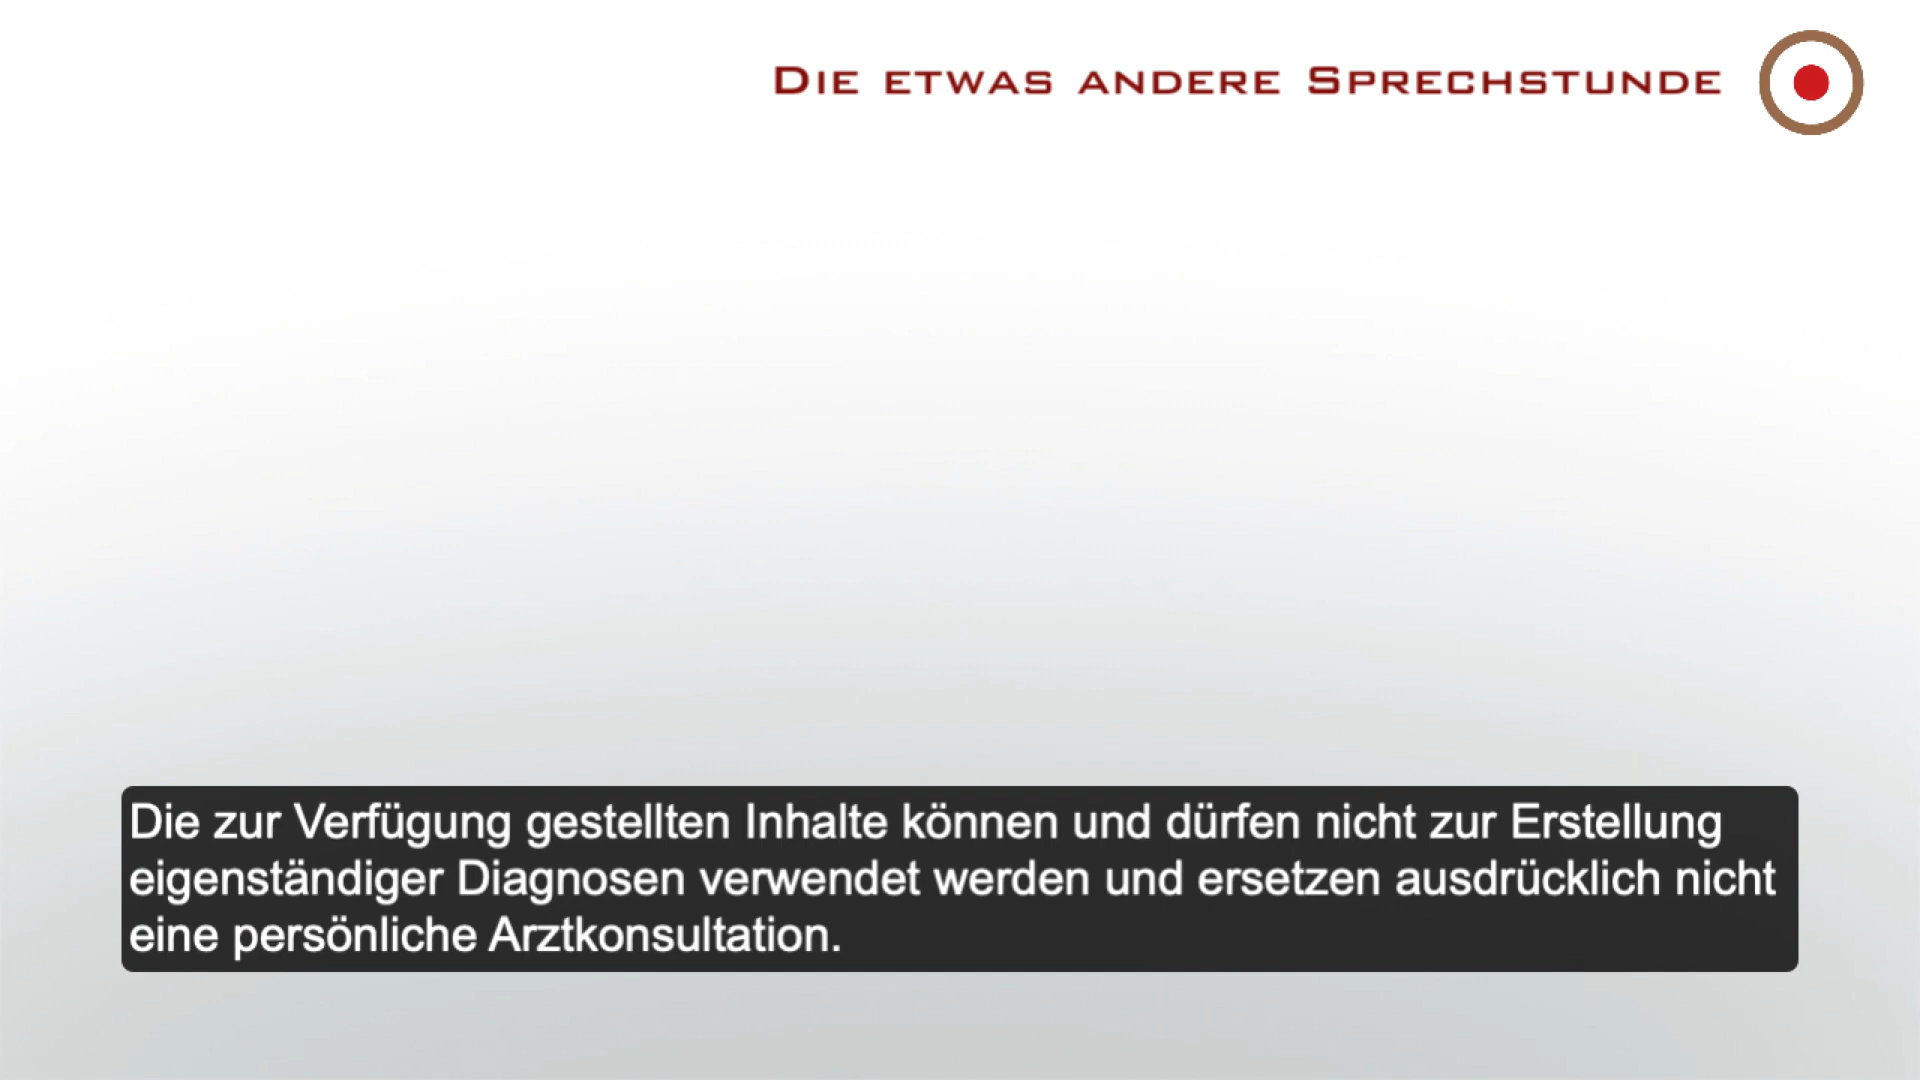 Die etwas andere Sprechstunde
Die zur Verfügung gestellten Inhalte können und dürfen nicht zur Erstellung
eigenständiger Diagnosen verwendet werden und ersetzen ausdrücklich nicht
eine persönliche Arztkonsultation.